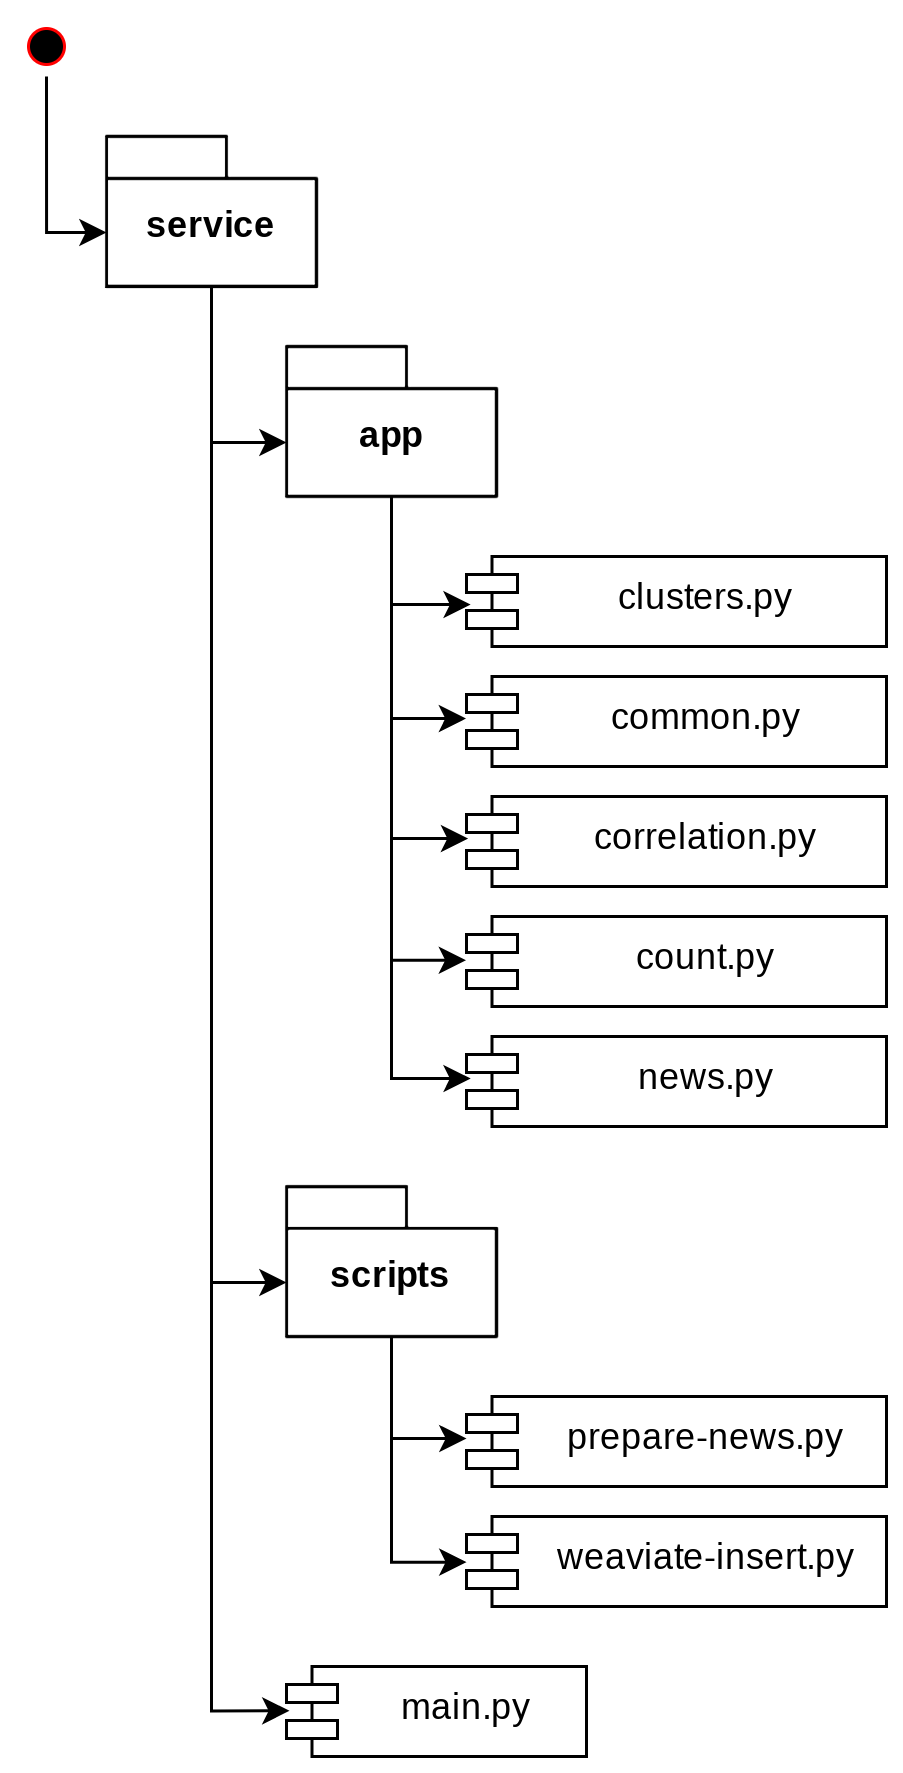 service
app
clusters.py
common.py
correlation.py
count.py
news.py
scripts
prepare-news.py
weaviate-insert.py
main.py